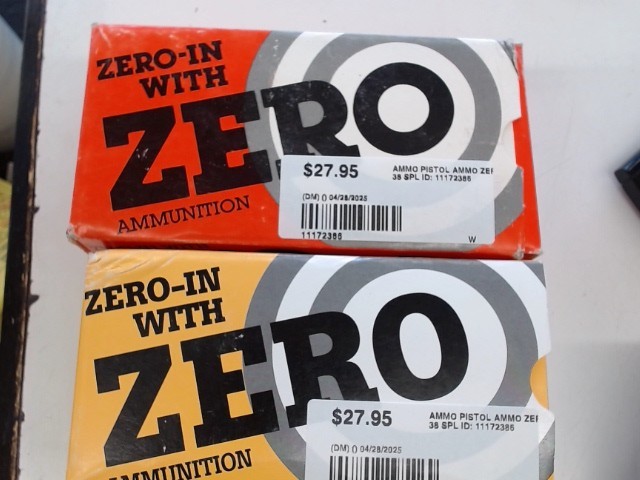 ZERO-IN
WITH
ZERO
AMMUNITION
$27.95
AMMO PISTOL AMMO ZE
38 SPL ID: 11172386
(DM) () 04/28/2025
11172386
W
ZERO-IN
WITH
ZERO
AMMUNITION
$27.95
AMMO PISTOL AMMO ZE
38 SPL ID: 11172386
(DM) () 04/28/2025